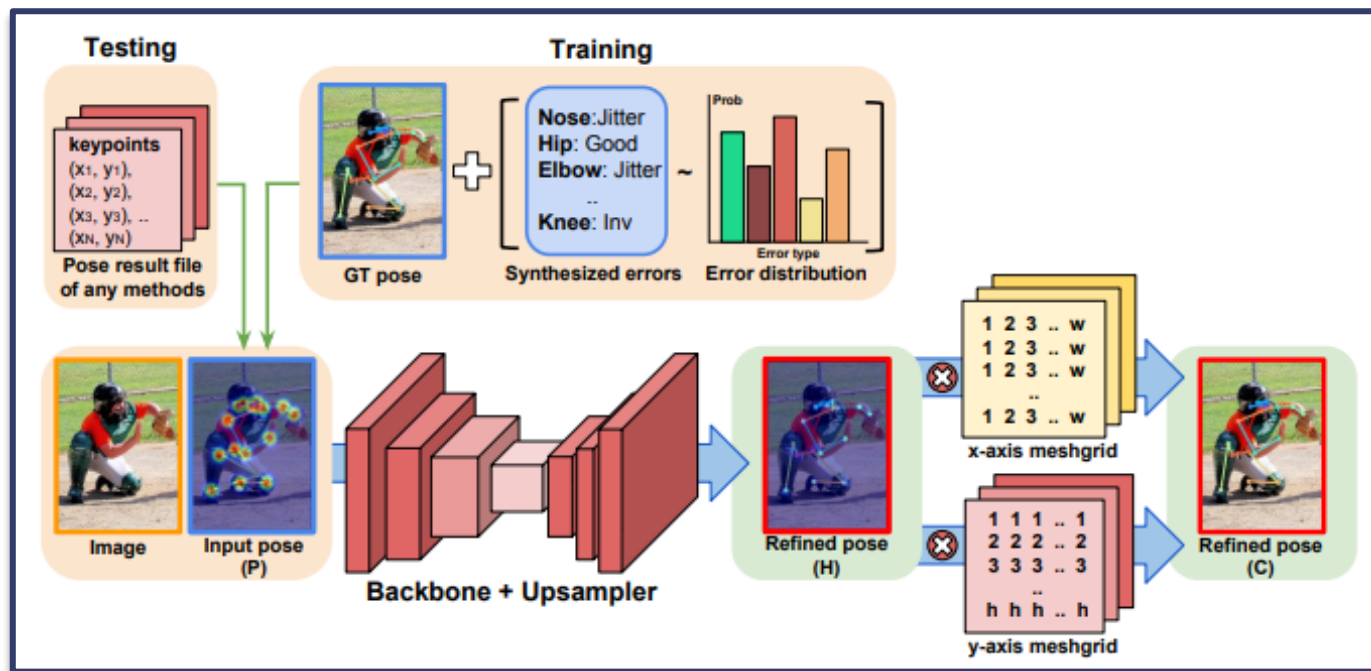 Testing
Training
keypoints
(x1, y1),
(x2, y2),
(x3, y3), ..
(xN, yN)
Pose result file
of any methods
GT pose
Nose:Jitter
Hip: Good
Elbow: Jitter
..
Knee: Inv
Synthesized errors
~
Prob
Error type
Error distribution
Image
Input pose
(P)
Backbone + Upsampler
Refined pose
(H)
1 2 3 .. w
1 2 3 .. w
1 2 3 .. w
..
1 2 3 .. w
x-axis meshgrid
1 1 1 .. 1
2 2 2 .. 2
3 3 3 .. 3
..
h h h .. h
y-axis meshgrid
Refined pose
(C)